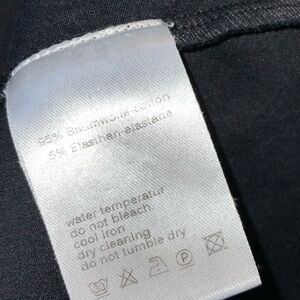 95% Baumwolle-cotton
5% Elasthan-elastane
water temperatur
do not bleach.
cool iron.
dry cleaning
do not tumble dry
30 P